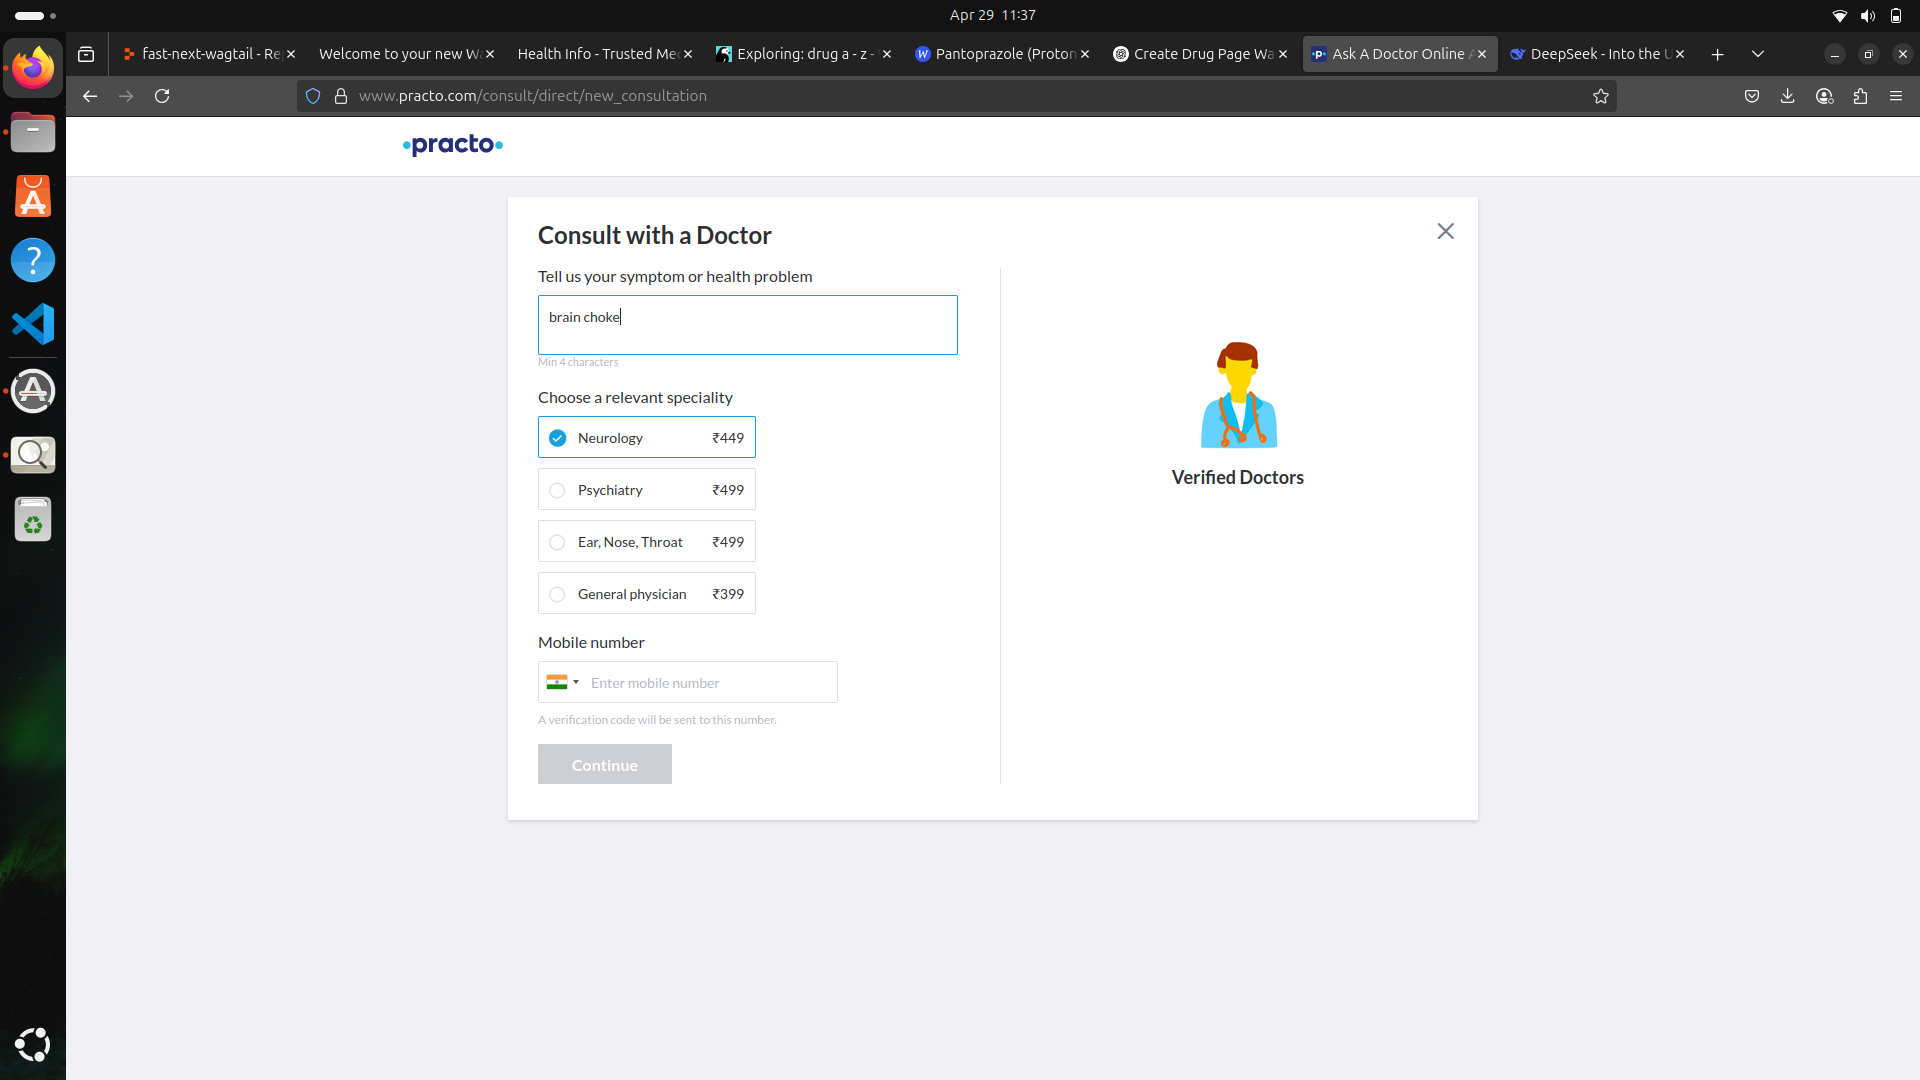 Apr 29 11:37
fast-next-wagtail - Re
Welcome to your new W
Health Info - Trusted Med
Exploring: drug a - z -
Pantoprazole (Proton
Create Drug Page Wa
Ask A Doctor Online A
DeepSeek - Into the U
www.practo.com/consult/direct/new_consultation
practo
Consult with a Doctor
Tell us your symptom or health problem
brain choke
Min 4 characters
Choose a relevant speciality
Neurology ₹449
Psychiatry ₹499
Ear, Nose, Throat ₹499
General physician ₹399
Mobile number
Enter mobile number
A verification code will be sent to this number.
Continue
Verified Doctors